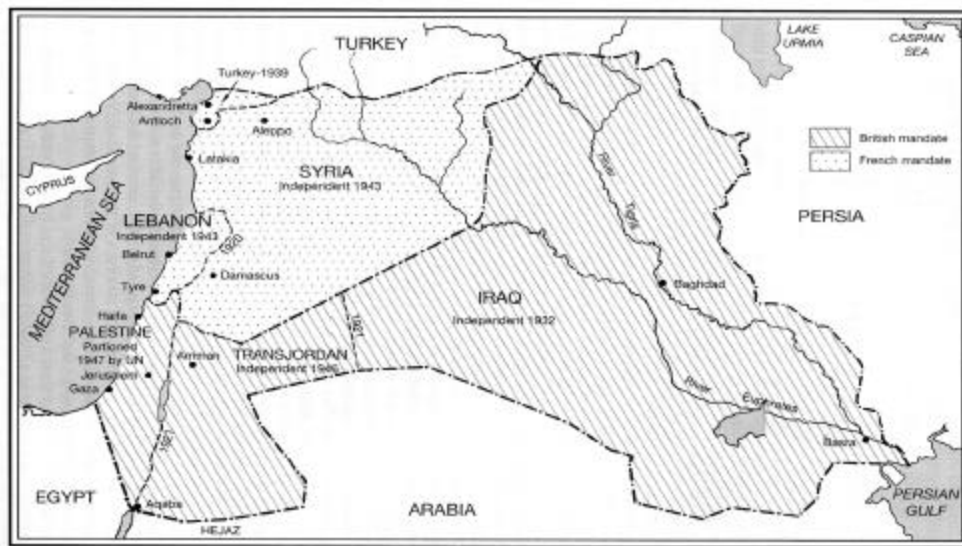 TURKEY
LAKE
URMIA
CASPIAN
SEA
Turkey-1939
Alexandretta
Antioch
Aleppo
British mandate
French mandate
Latakia
SYRIA
Independent 1943
CYPRUS
River
Tigris
PERSIA
MEDITERRANEAN SEA
LEBANON
Independent 1943
1920
Beirut
Damascus
Tyre
Baghdad
IRAQ
Independent 1932
Haifa
PALESTINE
Partioned
1947 by UN
1921
Amman
TRANSJORDAN
Independent 1946
Jerusalem
Gaza
River
Euphrates
Basra
1921
EGYPT
Aqaba
HEJAZ
ARABIA
PERSIAN
GULF